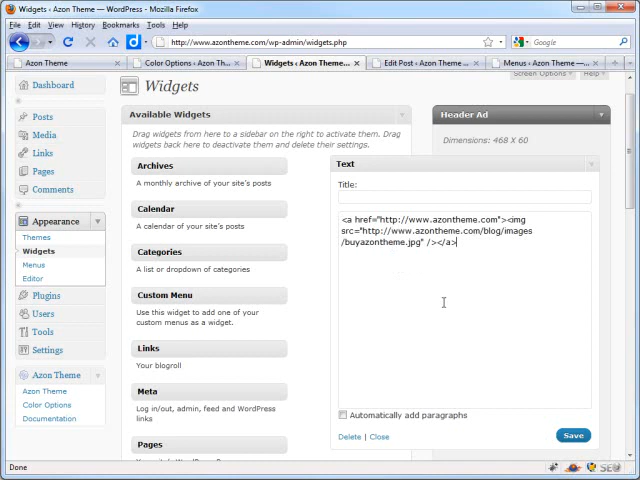 Widgets ‹ Azon Theme — WordPress - Mozilla Firefox
File Edit View History Bookmarks Tools Help
http://www.azontheme.com/wp-admin/widgets.php
Google
Azon Theme
Color Options ‹ Azon Th...
Widgets ‹ Azon Theme...
Edit Post ‹ Azon Theme ...
Menus ‹ Azon Theme —...
Screen Options
Help
Dashboard
Posts
Media
Links
Pages
Comments
Appearance
Themes
Widgets
Menus
Editor
Plugins
Users
Tools
Settings
Azon Theme
Azon Theme
Color Options
Documentation
Widgets
Available Widgets
Drag widgets from here to a sidebar on the right to activate them. Drag
widgets back here to deactivate them and delete their settings.
Archives
A monthly archive of your site's posts
Calendar
A calendar of your site's posts
Categories
A list or dropdown of categories
Custom Menu
Use this widget to add one of your
custom menus as a widget.
Links
Your blogroll
Meta
Log in/out, admin, feed and WordPress
links
Pages
Header Ad
Dimensions: 468 X 60
Text
Title:
<a href="http://www.azontheme.com"><img
src="http://www.azontheme.com/blog/images
/buyazontheme.jpg" /></a>
Automatically add paragraphs
Delete | Close
Save
Done